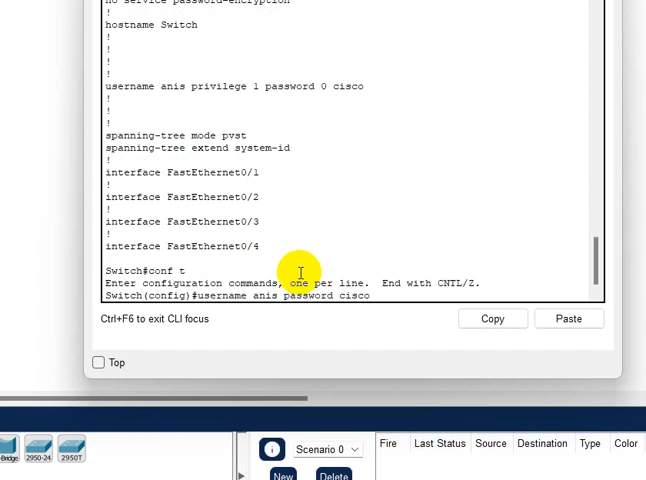 no service password-encryption
!
hostname Switch
!
!
!
!
username anis privilege 1 password 0 cisco
!
!
!
spanning-tree mode pvst
spanning-tree extend system-id
!
interface FastEthernet0/1
!
interface FastEthernet0/2
!
interface FastEthernet0/3
!
interface FastEthernet0/4
Switch#conf t
Enter configuration commands, one per line. End with CNTL/Z.
Switch(config)#username anis password cisco
Ctrl+F6 to exit CLI focus
Copy
Paste
Top
-Bridge
2950-24
2950T
Scenario 0
New
Delete
Fire
Last Status
Source
Destination
Type
Color